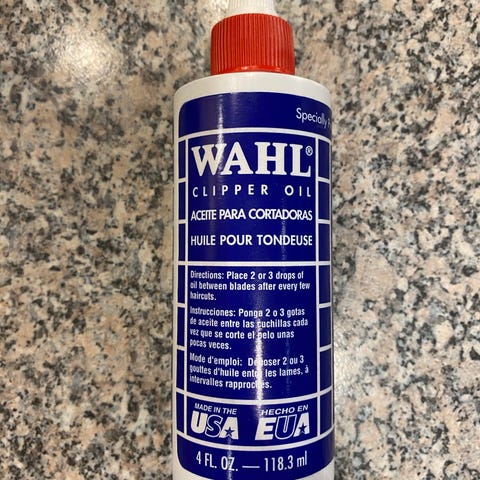 Specially
WAHL®
CLIPPER OIL
ACEITE PARA CORTADORAS
HUILE POUR TONDEUSE
Directions: Place 2 or 3 drops of
oil between blades after every few
haircuts.
Instrucciones: Ponga 2 o 3 gotas
de aceite entre las cuchillas cada
vez que se corte el pelo unas
pocas veces.
Mode d'emploi: Déposer 2 ou 3
gouttes d'huile entre les lames, à
intervalles rapprochés.
MADE IN THE HECHO EN
USA EUA
4 FL. OZ. — 118.3 ml